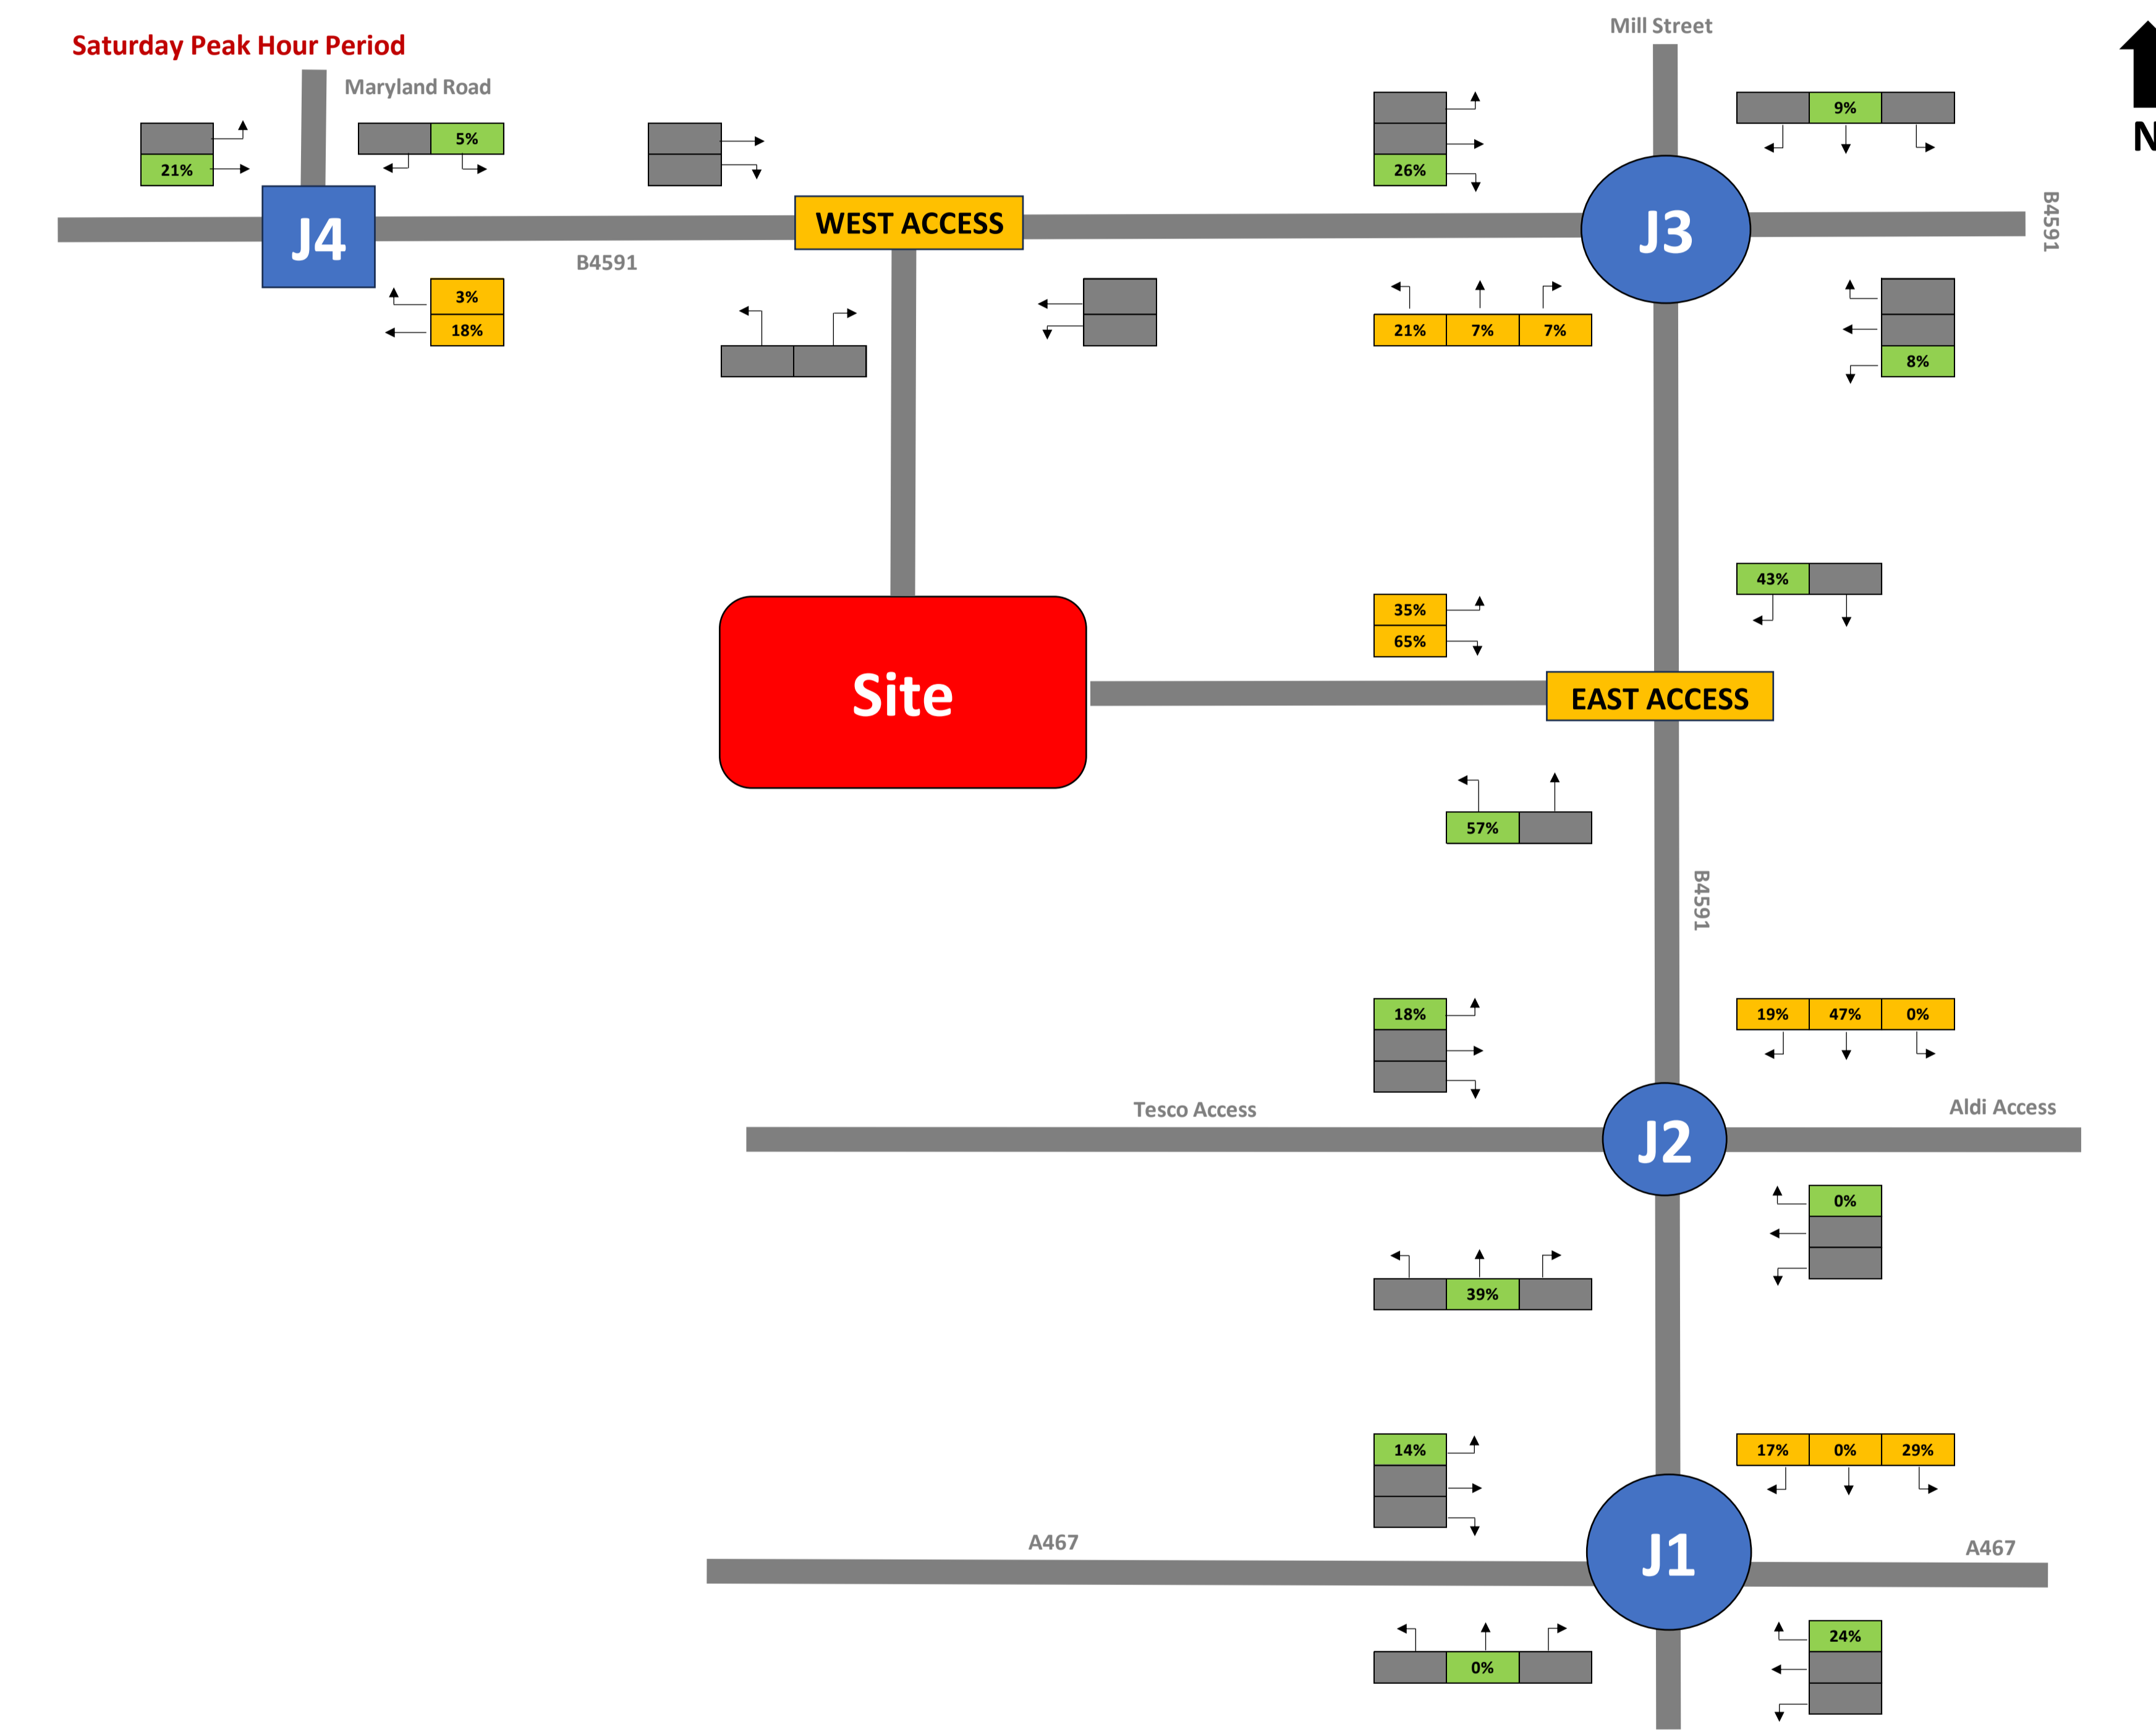 Mill Street
Saturday Peak Hour Period
Maryland Road
9%
5%
21%
26%
N
B4591
J4
WEST ACCESS
J3
B4591
3%
18%
21% 7% 7%
8%
43%
35%
65%
Site
EAST ACCESS
57%
B4591
18%
19% 47% 0%
Tesco Access
Aldi Access
J2
0%
39%
14%
17% 0% 29%
A467
A467
J1
24%
0%